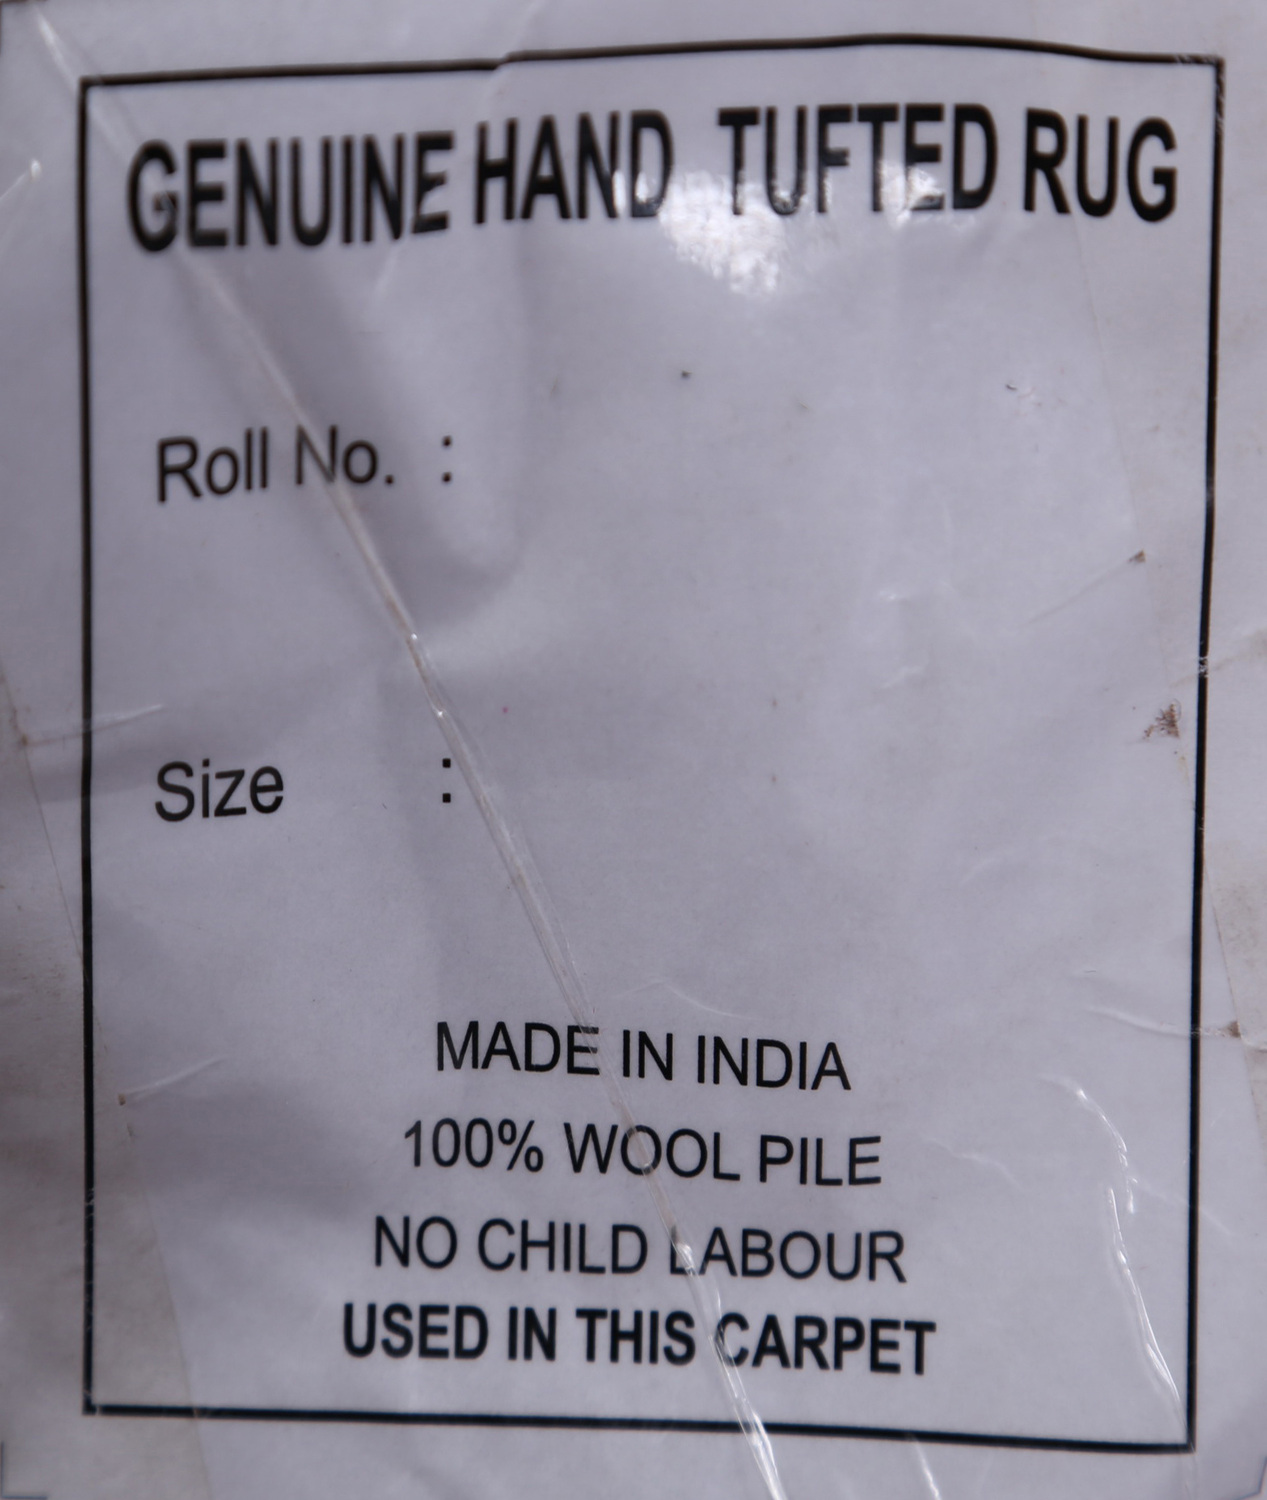 GENUINE HAND TUFTED RUG
Roll No. :
Size :
MADE IN INDIA
100% WOOL PILE
NO CHILD LABOUR
USED IN THIS CARPET